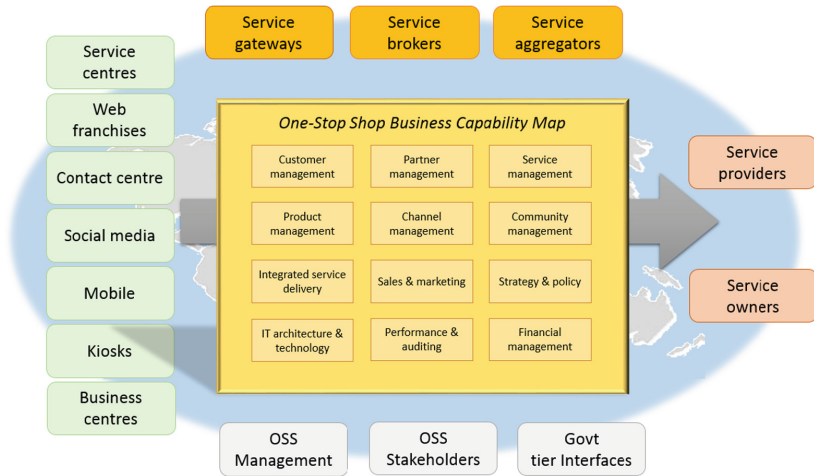 Service
gateways
Service
brokers
Service
aggregators
Service
centres
Web
franchises
Contact centre
Social media
Mobile
Kiosks
Business
centres
One-Stop Shop Business Capability Map
Customer
management
Partner
management
Service
management
Product
management
Channel
management
Community
management
Integrated service
delivery
Sales & marketing
Strategy & policy
IT architecture &
technology
Performance &
auditing
Financial
management
Service
providers
Service
owners
OSS
Management
OSS
Stakeholders
Govt
tier Interfaces